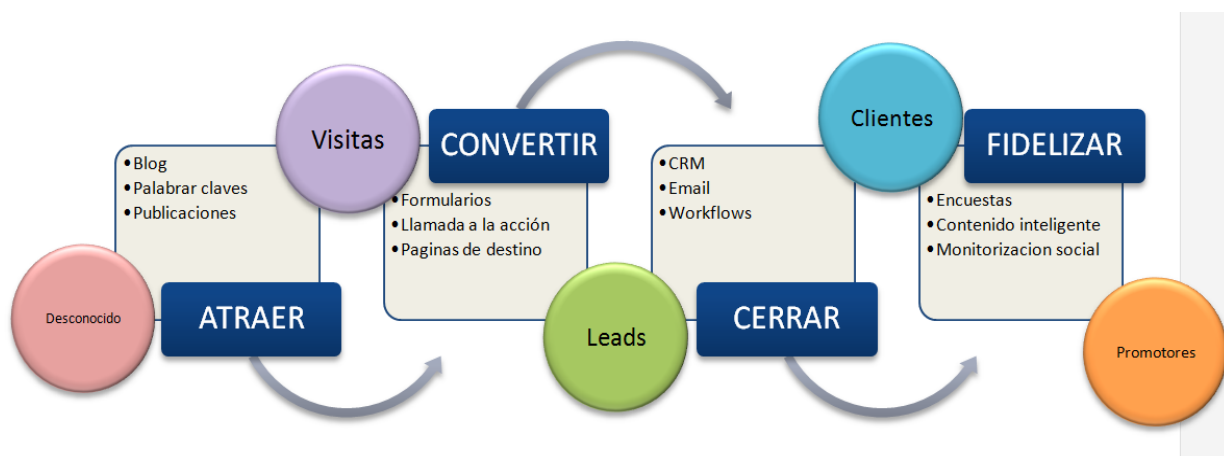 Desconocido
ATRAER
• Blog
• Palabrar claves
• Publicaciones
Visitas
CONVERTIR
• Formularios
• Llamada a la acción
• Paginas de destino
Leads
CERRAR
• CRM
• Email
• Workflows
Clientes
FIDELIZAR
• Encuestas
• Contenido inteligente
• Monitorizacion social
Promotores